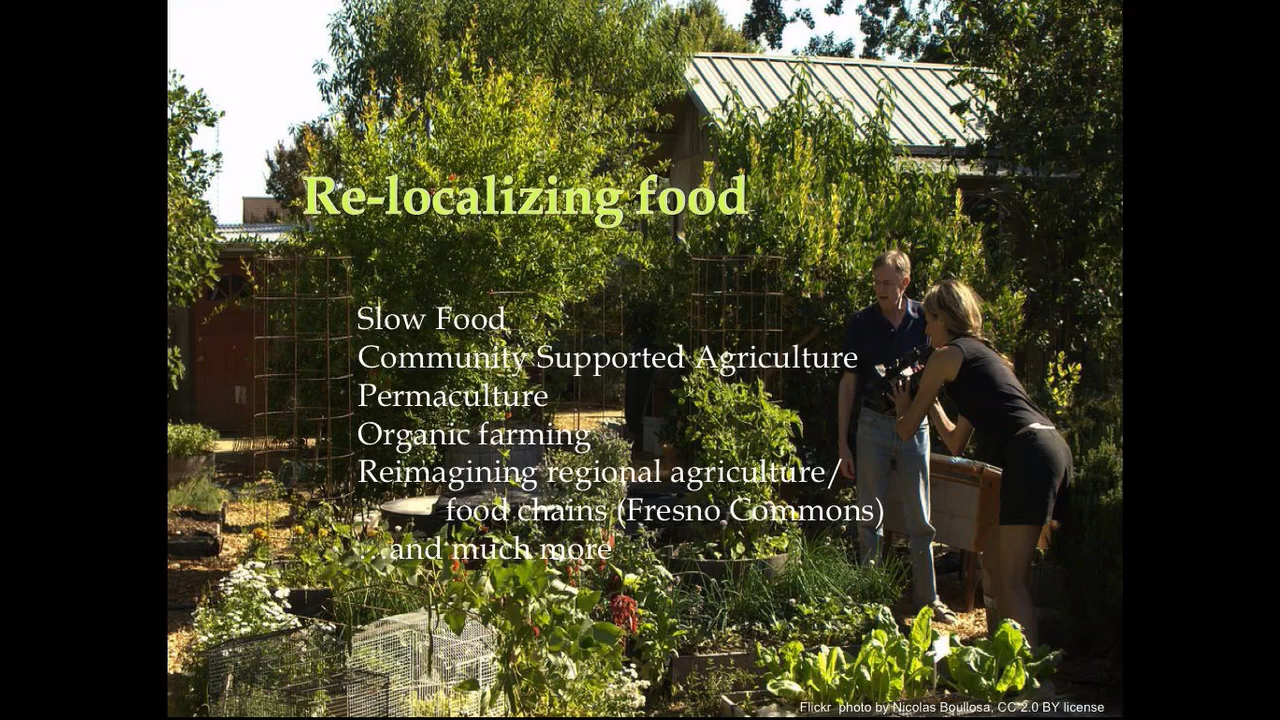 Re-localizing food
Slow Food
Community Supported Agriculture
Permaculture
Organic farming
Reimagining regional agriculture/
food chains (Fresno Commons)
…and much more
Flickr photo by Nicolas Boullosa, CC 2.0 BY license